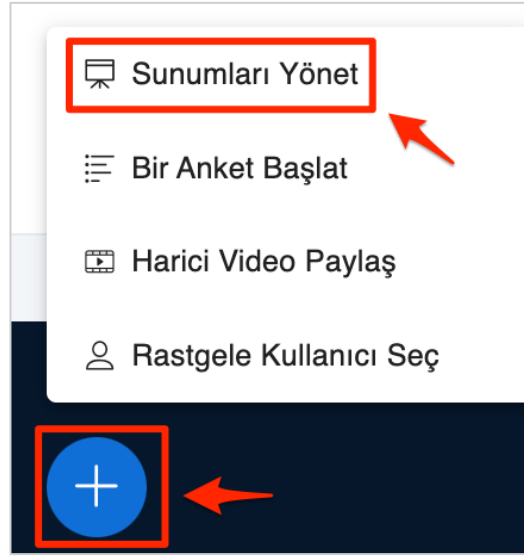 Sunumları Yönet
Bir Anket Başlat
Harici Video Paylaş
Rastgele Kullanıcı Seç